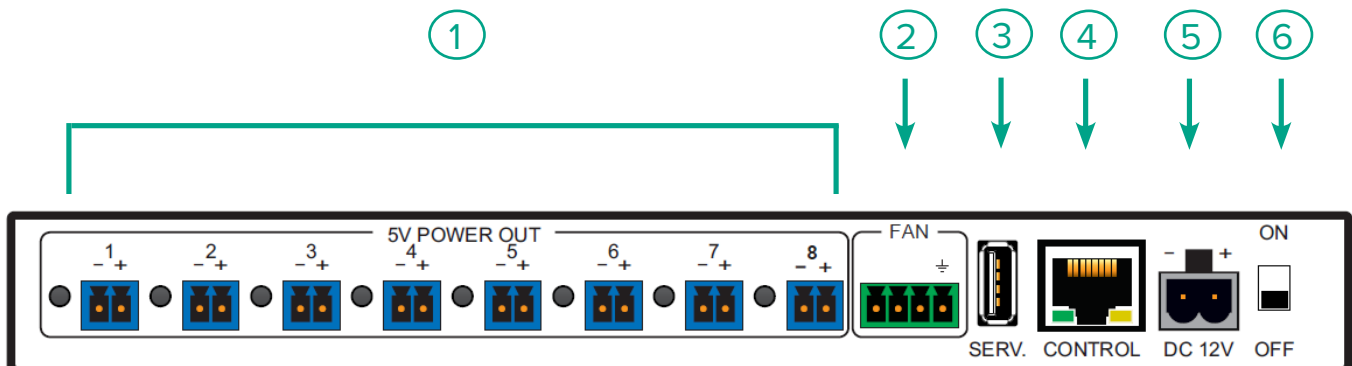 1 2 3 4 5 6
5V POWER OUT FAN ON
1 2 3 4 5 6 7 8
- + - + - + - + - + - + - + - + - +
SERV. CONTROL DC 12V OFF